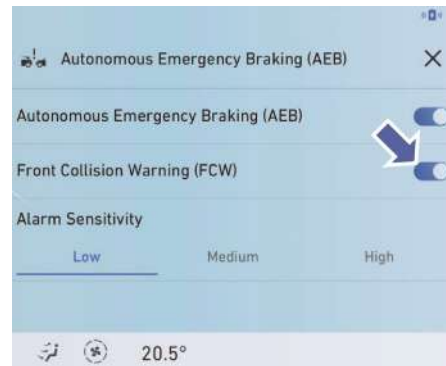 Autonomous Emergency Braking (AEB)
Autonomous Emergency Braking (AEB)
Front Collision Warning (FCW)
Alarm Sensitivity
Low Medium High
20.5°